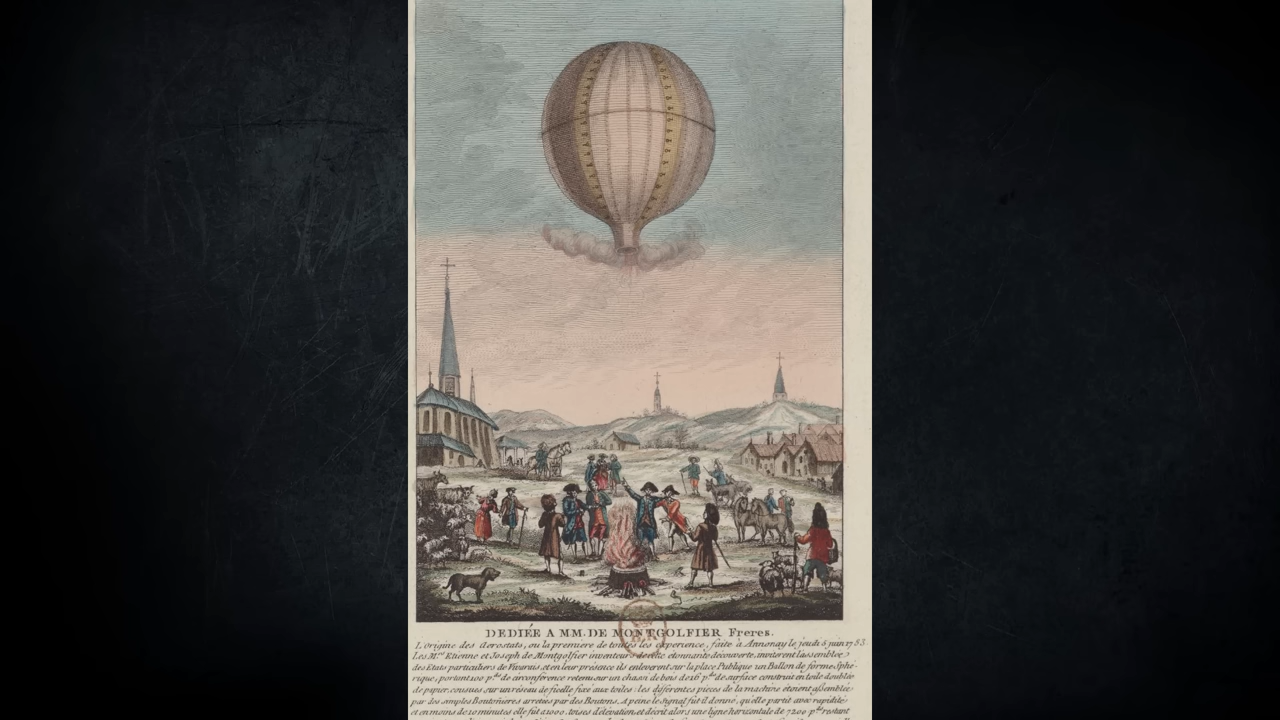 DEDIÉE A MM. DE MONTGOLFIER Freres.
L'origine des Aerostats, ou la premiere de toutes les experience, faite à Annonay le jeudi 5 juin 1783.
Les Mrs Etienne et Joseph de Montgolfier inventeurs de cette etonnante découverte, inviterent l'assemblée
des Etats particuliers de Vivarais, et en leur présence ils enleverent sur la place Publique un Ballon de forme Sphe-
rique, portant 100 pds de circonférence retenu sur un chasin de bois de 16 pds de surface construit en toile doublée
de papier, cousues sur un réseau de ficelle fixé aux toiles: les différentes pieces de la machine étoient assemblée
par des simples Boutonieres arretées par des Boutons, A peine le Signal fut il donné, qu'elle partit avec rapidité
et en moins de 10 minutes elle fut a 1000. toises d'élévation et décrit alors une ligne horizontale de 7200 pds restant